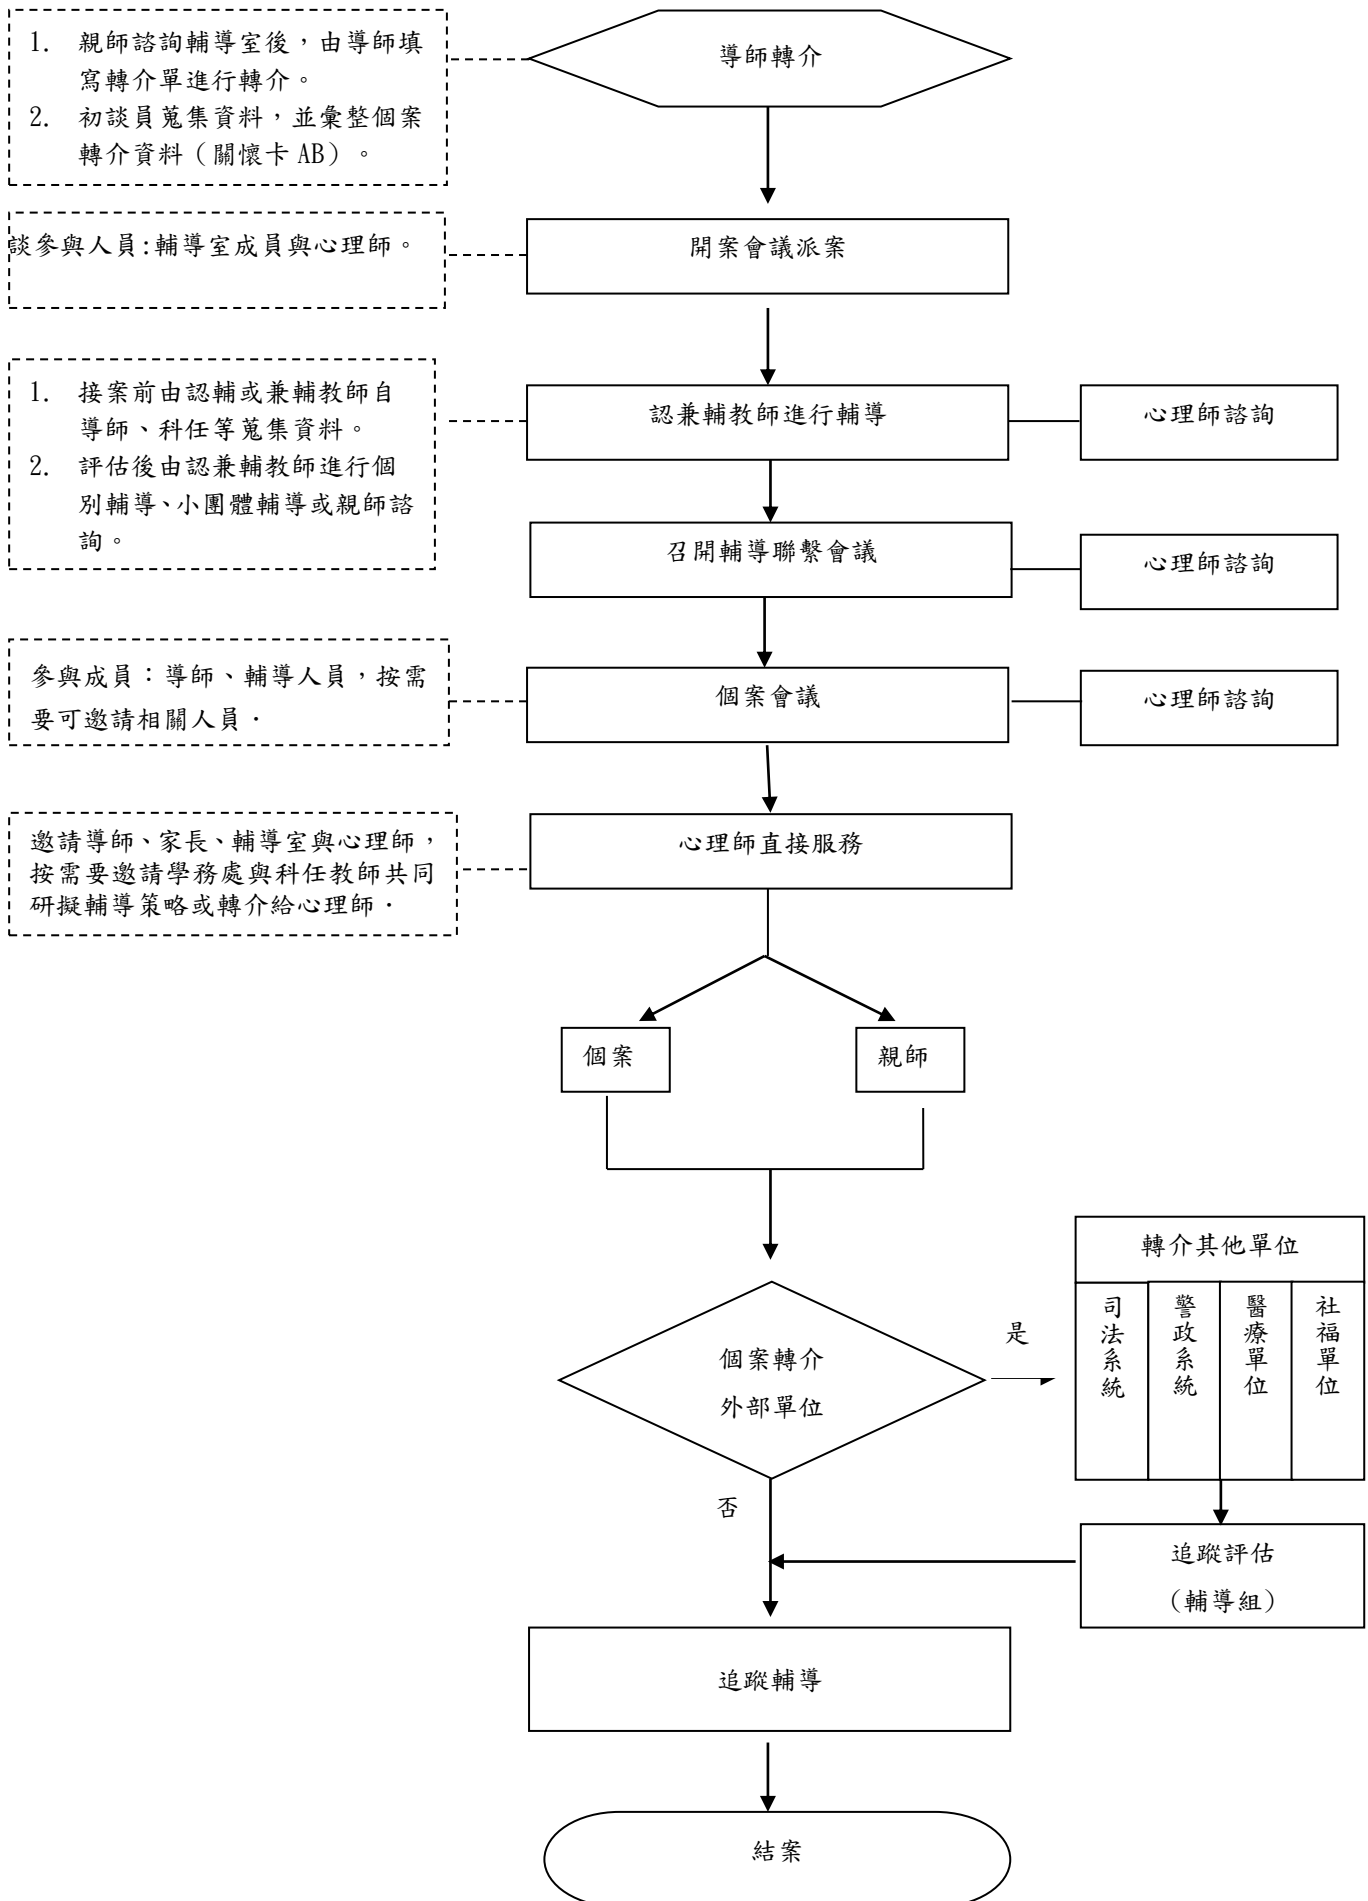 1. 親師諮詢輔導室後，由導師填
寫轉介單進行轉介。
2. 初談員蒐集資料，並彙整個案
轉介資料（關懷卡 AB）。
導師轉介
談參與人員:輔導室成員與心理師。
開案會議派案
1. 接案前由認輔或兼輔教師自
導師、科任等蒐集資料。
2. 評估後由認兼輔教師進行個
別輔導、小團體輔導或親師諮
詢。
認兼輔教師進行輔導
心理師諮詢
召開輔導聯繫會議
心理師諮詢
參與成員：導師、輔導人員，按需
要可邀請相關人員．
個案會議
心理師諮詢
邀請導師、家長、輔導室與心理師，
按需要邀請學務處與科任教師共同
研擬輔導策略或轉介給心理師．
心理師直接服務
個案
親師
個案轉介
外部單位
是
轉介其他單位
司法系統
警政系統
醫療單位
社福單位
否
追蹤評估
（輔導組）
追蹤輔導
結案